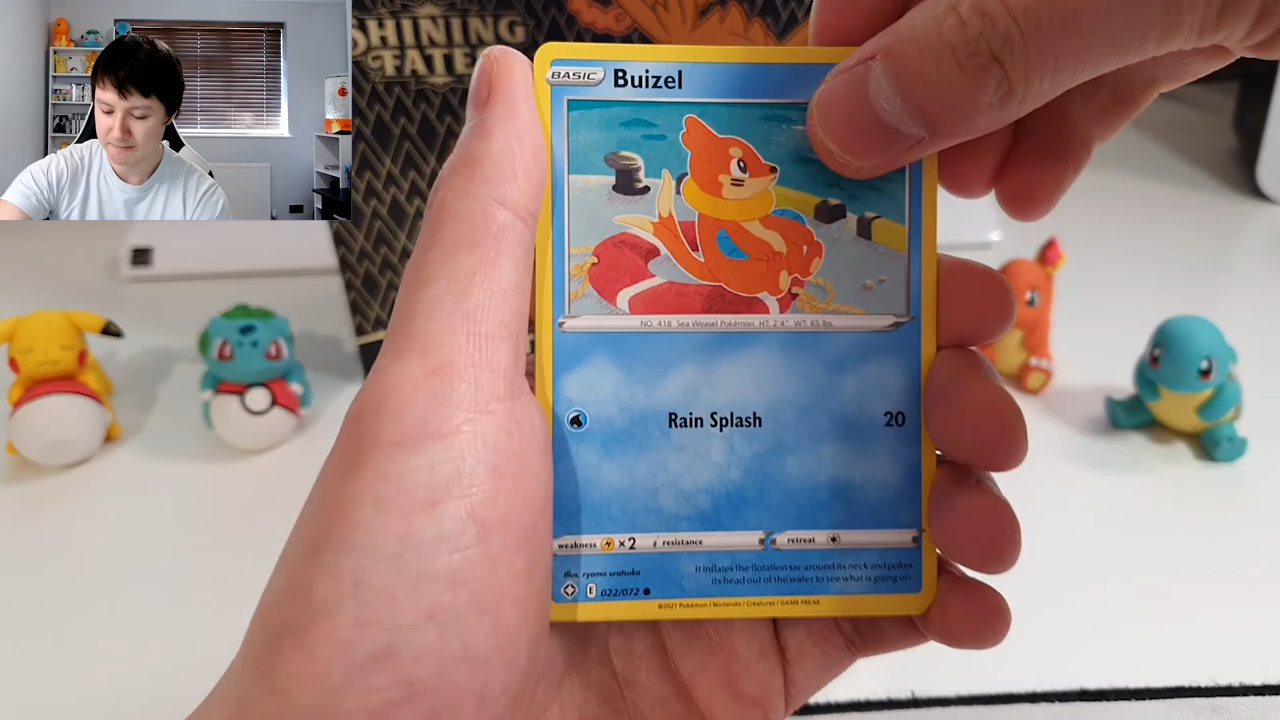 SHINING
FATES
BASIC Buizel
NO. 418 Sea Weasel Pokémon HT: 2'4" WT: 65 lbs.
Rain Splash 20
weakness ×2 resistance retreat
Illus. ryoma uratsuka
It inflates the flotation sac around its neck and pokes
its head out of the water to see what is going on.
E 022/072
©2021 Pokémon / Nintendo / Creatures / GAME FREAK